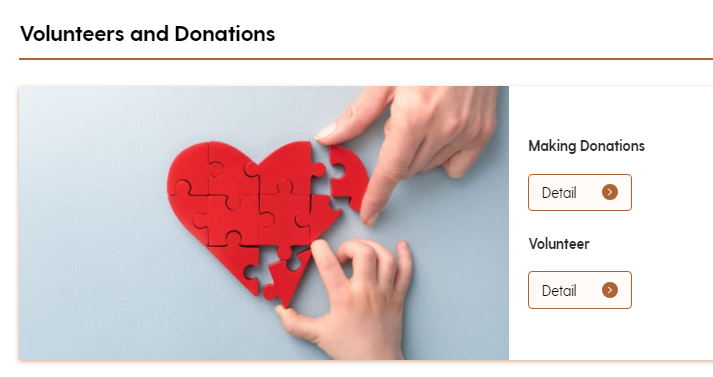 Volunteers and Donations
Making Donations
Detail
Volunteer
Detail